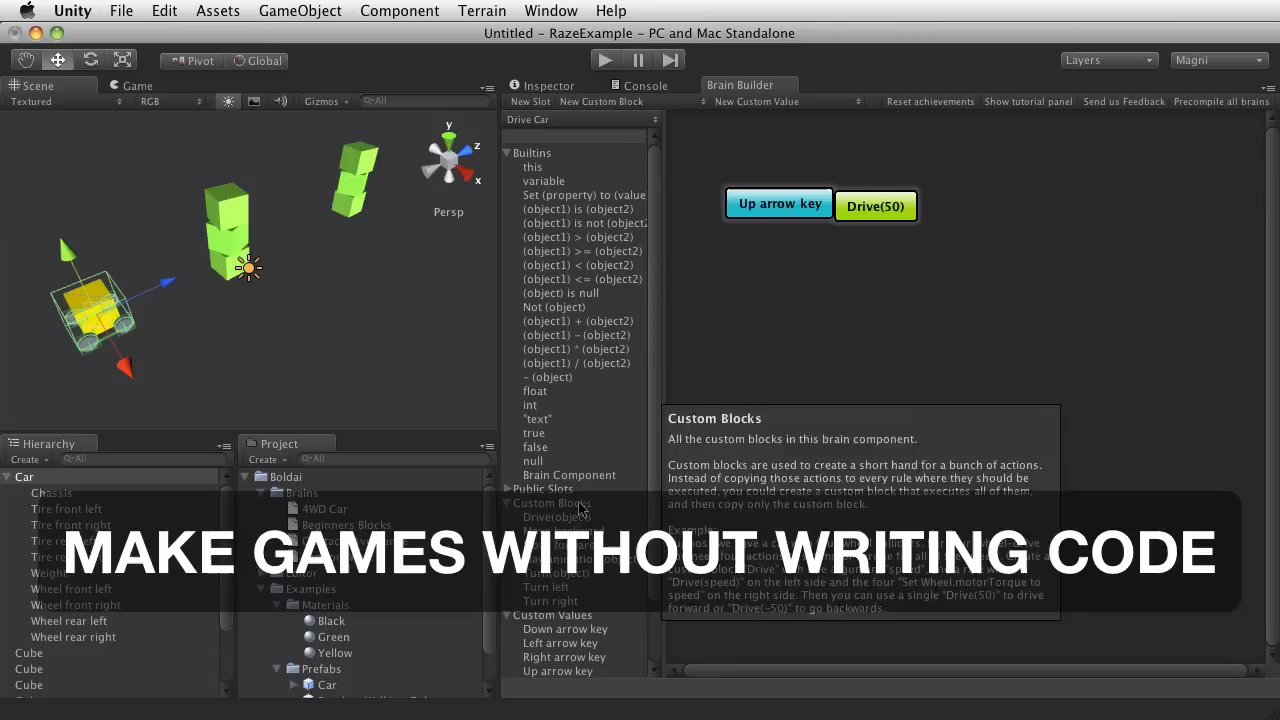 Unity File Edit Assets GameObject Component Terrain Window Help
Untitled - RazeExample - PC and Mac Standalone
Pivot Global Layers Magni
Scene Game
Textured RGB Gizmos All
y
z
x
Persp
Inspector Console Brain Builder
New Slot New Custom Block New Custom Value Reset achievements Show tutorial panel Send us Feedback Precompile all brains
Drive Car
Builtins
this
variable
Set (property) to (value
(object1) is (object2)
(object1) is not (object2
(object1) > (object2)
(object1) >= (object2)
(object1) < (object2)
(object1) <= (object2)
(object) is null
Not (object)
(object1) + (object2)
(object1) - (object2)
(object1) * (object2)
(object1) / (object2)
- (object)
float
int
"text"
true
false
null
Brain Component
Public Slots
Custom Blocks
Drive(object)
Turn(object)
Turn left
Turn right
Custom Values
Down arrow key
Left arrow key
Right arrow key
Up arrow key
Up arrow key Drive(50)
Custom Blocks
All the custom blocks in this brain component.
Custom blocks are used to create a short hand for a bunch of actions.
Instead of copying those actions to every rule where they should be
executed, you could create a custom block that executes all of them,
and then copy only the custom block.
"Drive(speed)" on the left side and the four "Set Wheel.motorTorque to
speed" on the right side. Then you can use a single "Drive(50)" to drive
forward or "Drive(-50)" to go backwards.
Hierarchy
Create All
Car
Chassis
Tire front left
Tire front right
Tire re
Tire re
Weight
Wheel front left
Wheel front right
Wheel rear left
Wheel rear right
Cube
Cube
Cube
Project
Create All
Boldai
Brains
4WD Car
Beginners Blocks
Editor
Examples
Materials
Black
Green
Yellow
Prefabs
Car
MAKE GAMES WITHOUT WRITING CODE